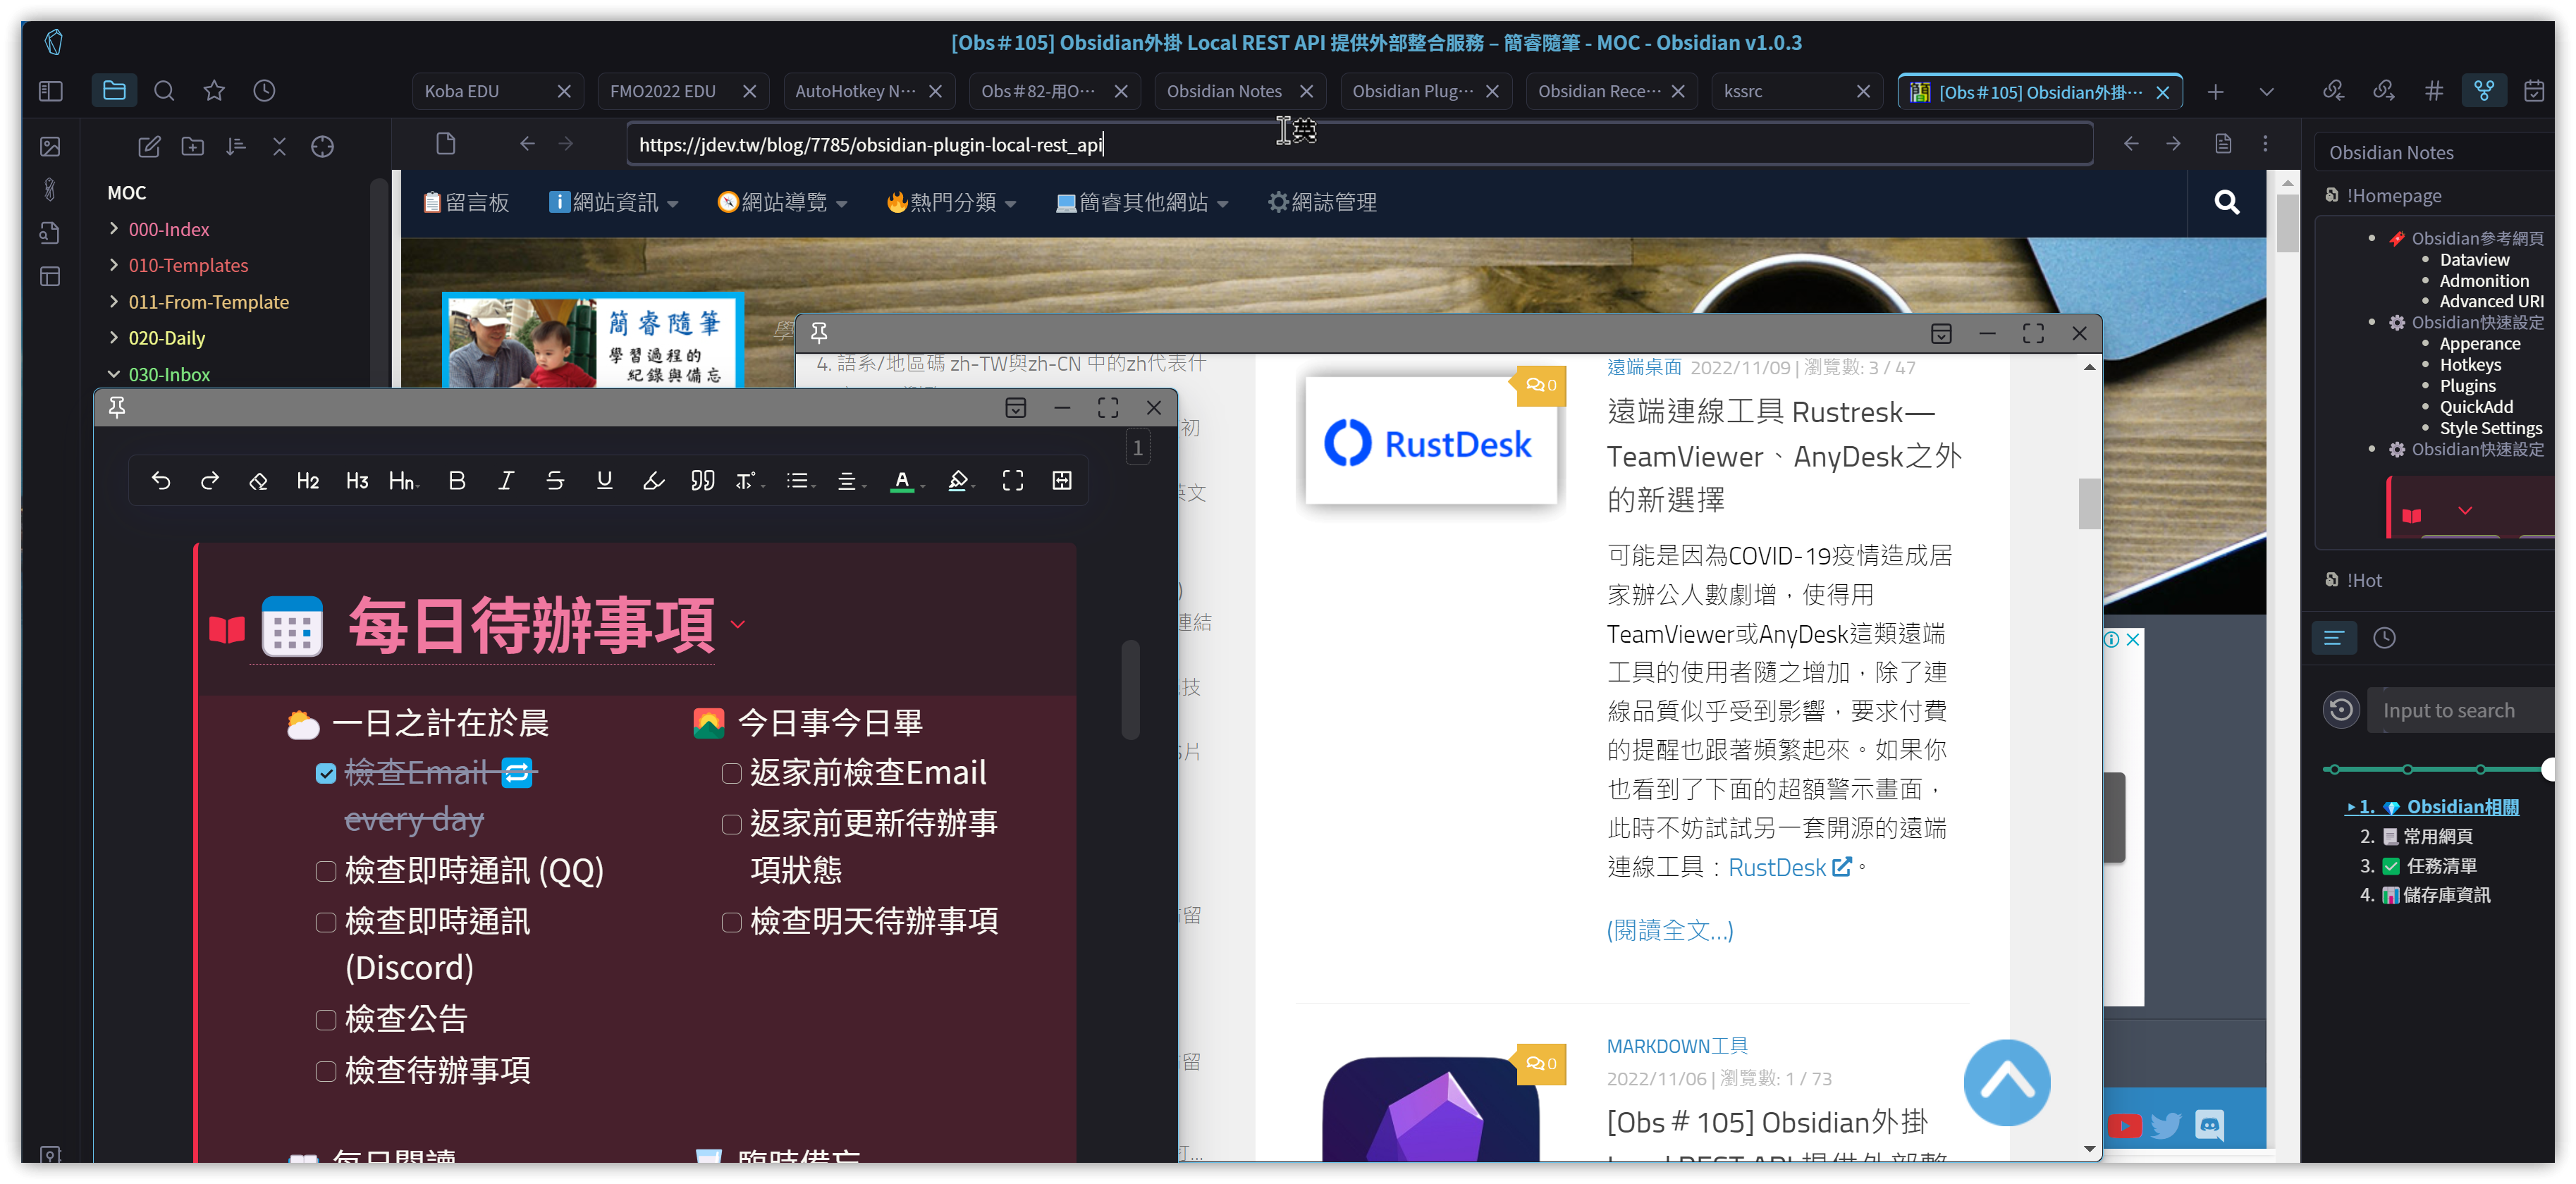 [Obs＃105] Obsidian外掛 Local REST API 提供外部整合服務 – 簡睿隨筆 - MOC - Obsidian v1.0.3
Koba EDU
FMO2022 EDU
AutoHotkey N···
Obs＃82-用O···
Obsidian Notes
Obsidian Plug···
Obsidian Rece···
kssrc
[Obs＃105] Obsidian外掛···
https://jdev.tw/blog/7785/obsidian-plugin-local-rest_api
英
MOC
000-Index
010-Templates
011-From-Template
020-Daily
030-Inbox
留言板
網站資訊
網站導覽
熱門分類
簡睿其他網站
網誌管理
簡睿隨筆
學習過程的
紀錄與備忘
學
4. 語系/地區碼 zh-TW與zh-CN 中的zh代表什
初
英文
)
連結
技
片
留
留
遠端桌面 2022/11/09 | 瀏覽數: 3 / 47
0
RustDesk
遠端連線工具 Rustresk—
TeamViewer、AnyDesk之外
的新選擇
可能是因為COVID-19疫情造成居
家辦公人數劇增，使得用
TeamViewer或AnyDesk這類遠端
工具的使用者隨之增加，除了連
線品質似乎受到影響，要求付費
的提醒也跟著頻繁起來。如果你
也看到了下面的超額警示畫面，
此時不妨試試另一套開源的遠端
連線工具：RustDesk。
(閱讀全文...)
0
MARKDOWN工具
2022/11/06 | 瀏覽數: 1 / 73
[Obs＃105] Obsidian外掛
Local REST API 提供外部整
1
H2 H3 Hn B I S U A
每日待辦事項
一日之計在於晨
檢查Email
every day
檢查即時通訊 (QQ)
檢查即時通訊
(Discord)
檢查公告
檢查待辦事項
今日事今日畢
返家前檢查Email
返家前更新待辦事
項狀態
檢查明天待辦事項
每日閱讀
臨時備忘
Obsidian Notes
!Homepage
Obsidian參考網頁
Dataview
Admonition
Advanced URI
Obsidian快速設定
Apperance
Hotkeys
Plugins
QuickAdd
Style Settings
Obsidian快速設定
!Hot
Input to search
1. Obsidian相關
2. 常用網頁
3. 任務清單
4. 儲存庫資訊